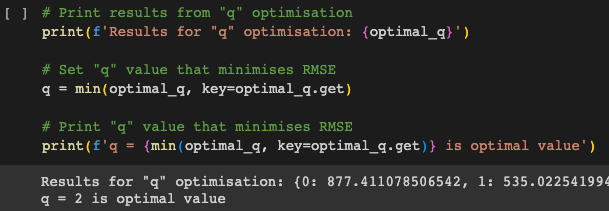 [ ] # Print results from "q" optimisation
print(f'Results for "q" optimisation: {optimal_q}')
# Set "q" value that minimises RMSE
q = min(optimal_q, key=optimal_q.get)
# Print "q" value that minimises RMSE
print(f'q = {min(optimal_q, key=optimal_q.get)} is optimal value')
Results for "q" optimisation: {0: 877.411078506542, 1: 535.022541994
q = 2 is optimal value